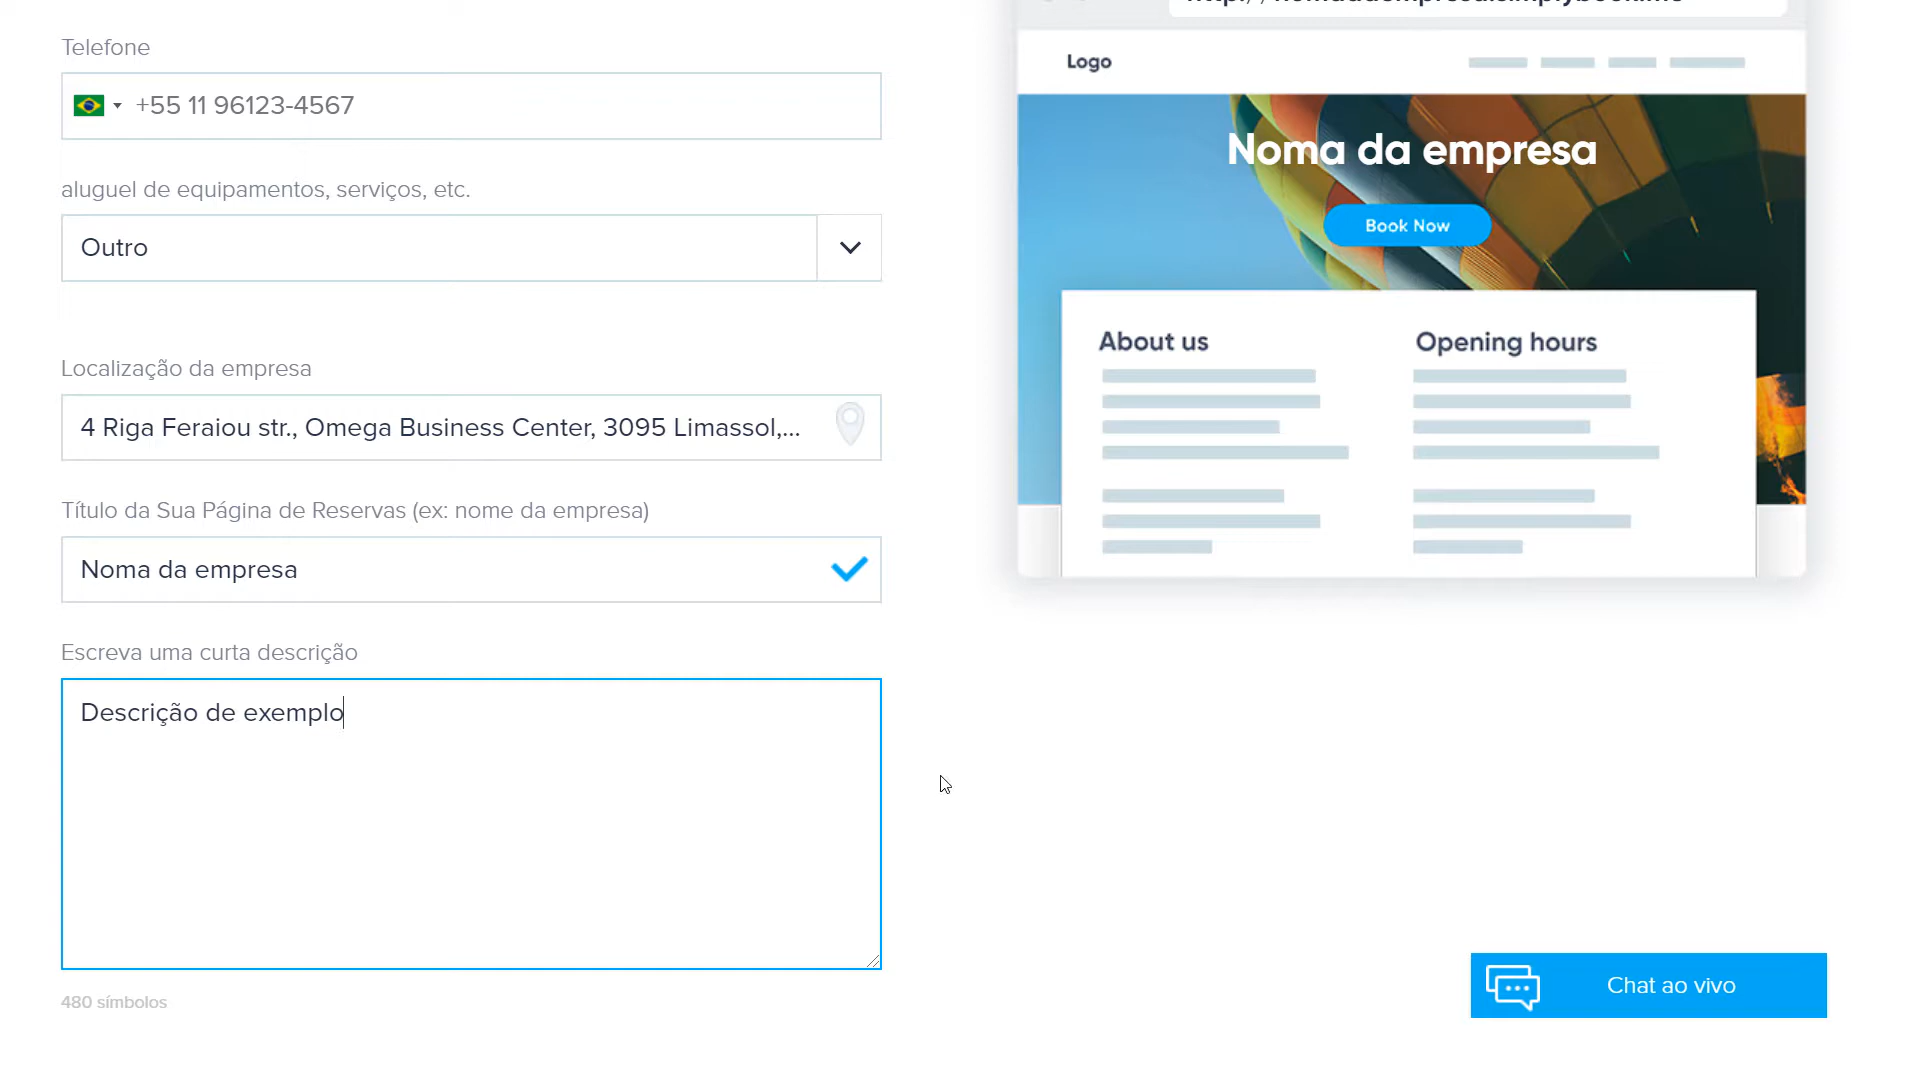 Telefone
+55 11 96123-4567
aluguel de equipamentos, serviços, etc.
Outro
Localização da empresa
4 Riga Feraiou str., Omega Business Center, 3095 Limassol,...
Título da Sua Página de Reservas (ex: nome da empresa)
Noma da empresa
Escreva uma curta descrição
Descrição de exemplo
480 símbolos
Logo
Noma da empresa
Book Now
About us
Opening hours
Chat ao vivo